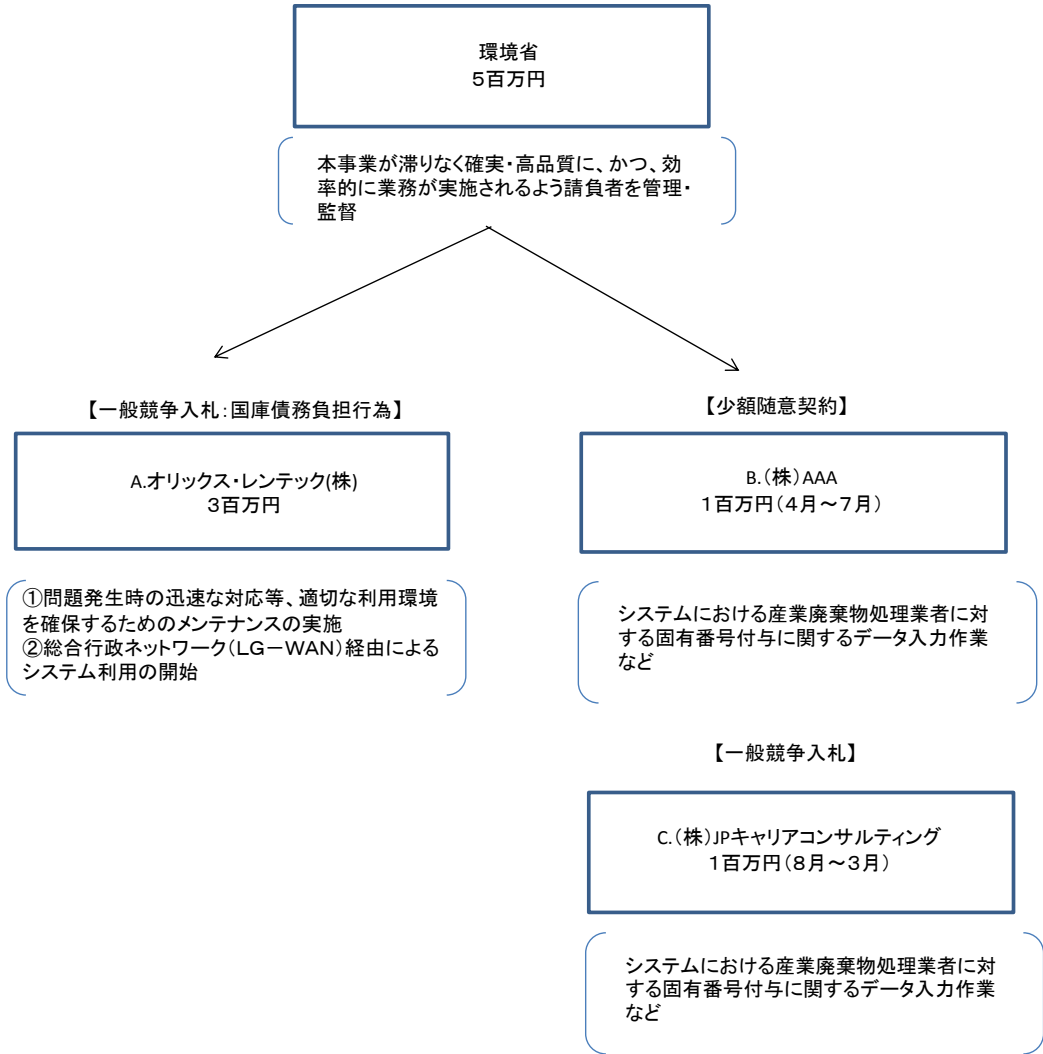 環境省
5百万円
本事業が滞りなく確実・高品質に、かつ、効
率的に業務が実施されるよう請負者を管理・
監督
【一般競争入札:国庫債務負担行為】
A.オリックス・レンテック(株)
3百万円
①問題発生時の迅速な対応等、適切な利用環境
を確保するためのメンテナンスの実施
②総合行政ネットワーク(LG-WAN)経由による
システム利用の開始
【少額随意契約】
B.(株)AAA
1百万円(4月~7月)
システムにおける産業廃棄物処理業者に対
する固有番号付与に関するデータ入力作業
など
【一般競争入札】
C.(株)JPキャリアコンサルティング
1百万円(8月~3月)
システムにおける産業廃棄物処理業者に対
する固有番号付与に関するデータ入力作業
など